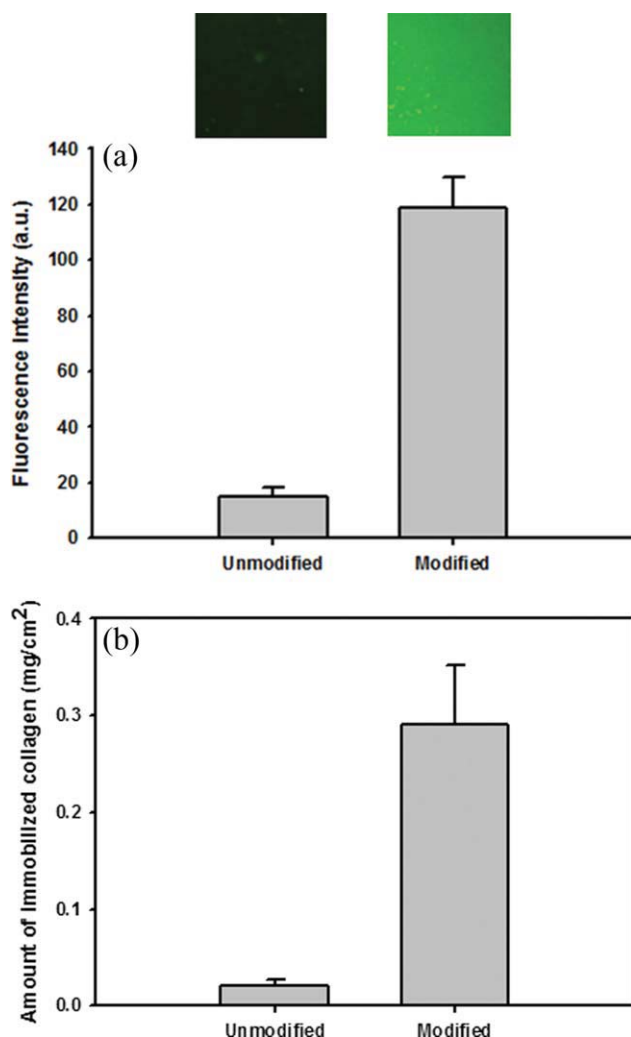 (a)
Fluorescence Intensity (a.u.)
140
120
100
80
60
40
20
0
Unmodified Modified
(b)
Amount of Immobilized collagen (mg/cm²)
0.4
0.3
0.2
0.1
0.0
Unmodified Modified